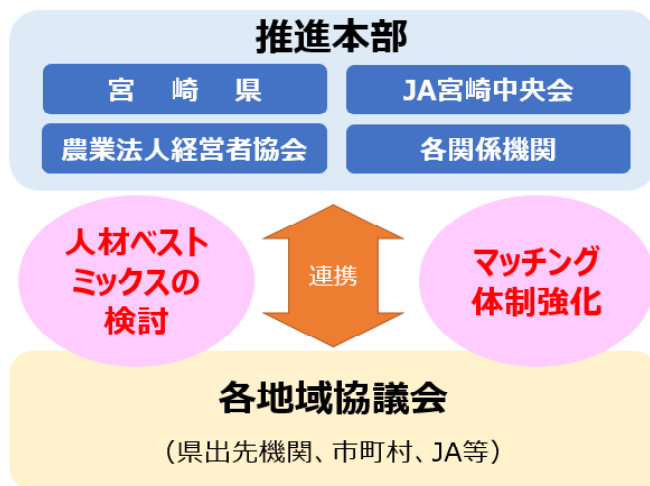 推進本部
宮　崎　県
JA宮崎中央会
農業法人経営者協会
各関係機関
人材ベスト
ミックスの
検討
連携
マッチング
体制強化
各地域協議会
（県出先機関、市町村、JA等）